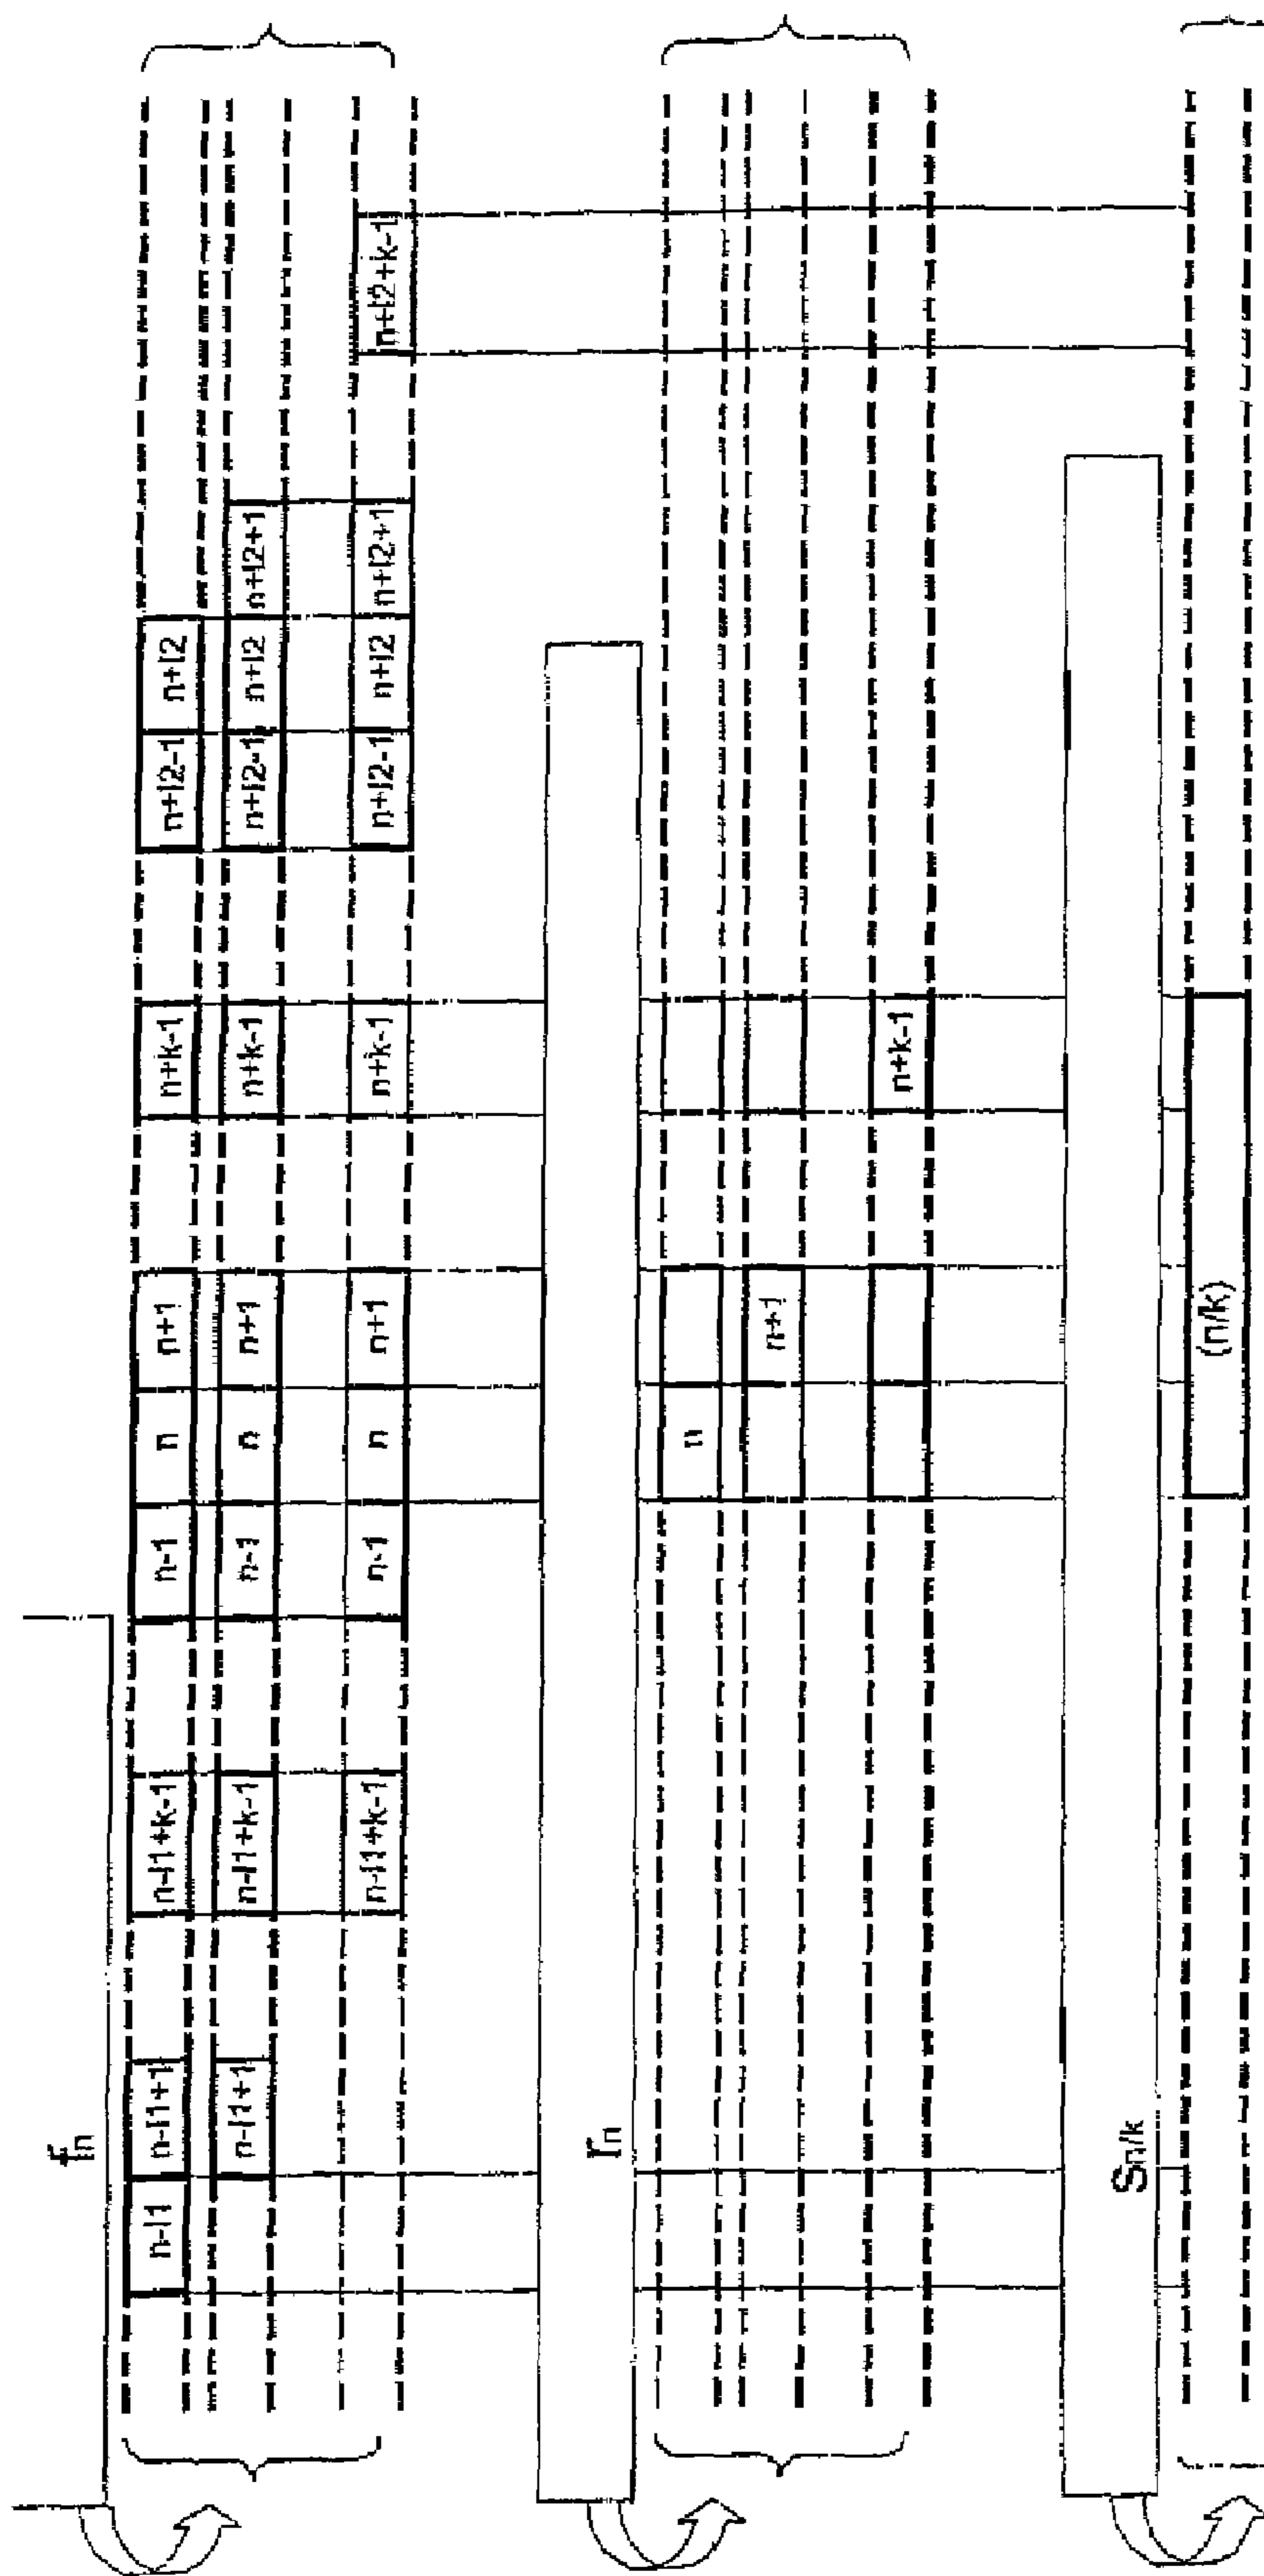 fn
n-l1 n-l1+1 n-l1+k-1 n-1 n n+1 n+k-1 n+l2-1 n+l2
n-l1+1 n-l1+k-1 n-1 n n+1 n+k-1 n+l2-1 n+l2 n+l2+1
n-l1+k-1 n-1 n n+1 n+k-1 n+l2-1 n+l2 n+l2+1 n+l2+k-1
rn
n
n+1
n+k-1
Sn/k
(n/k)